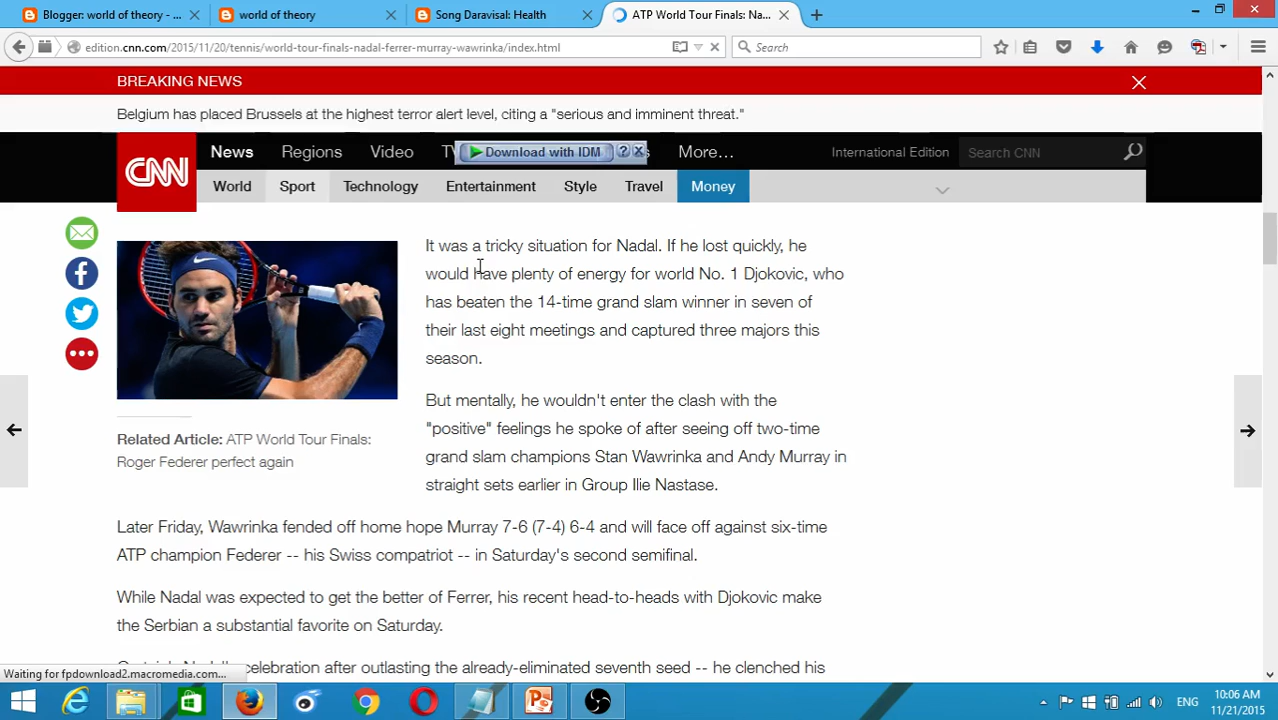 Blogger: world of theory - ...
world of theory
Song Daravisal: Health
ATP World Tour Finals: Na...
edition.cnn.com/2015/11/20/tennis/world-tour-finals-nadal-ferrer-murray-wawrinka/index.html
Search
BREAKING NEWS
Belgium has placed Brussels at the highest terror alert level, citing a "serious and imminent threat."
CNN
News Regions Video More... International Edition Search CNN
Download with IDM ?
World Sport Technology Entertainment Style Travel Money
It was a tricky situation for Nadal. If he lost quickly, he
would have plenty of energy for world No. 1 Djokovic, who
has beaten the 14-time grand slam winner in seven of
their last eight meetings and captured three majors this
season.
But mentally, he wouldn't enter the clash with the
"positive" feelings he spoke of after seeing off two-time
grand slam champions Stan Wawrinka and Andy Murray in
straight sets earlier in Group Ilie Nastase.
Related Article: ATP World Tour Finals:
Roger Federer perfect again
Later Friday, Wawrinka fended off home hope Murray 7-6 (7-4) 6-4 and will face off against six-time
ATP champion Federer -- his Swiss compatriot -- in Saturday's second semifinal.
While Nadal was expected to get the better of Ferrer, his recent head-to-heads with Djokovic make
the Serbian a substantial favorite on Saturday.
celebration after outlasting the already-eliminated seventh seed -- he clenched his
Waiting for fpdownload2.macromedia.com...
ENG
10:06 AM
11/21/2015